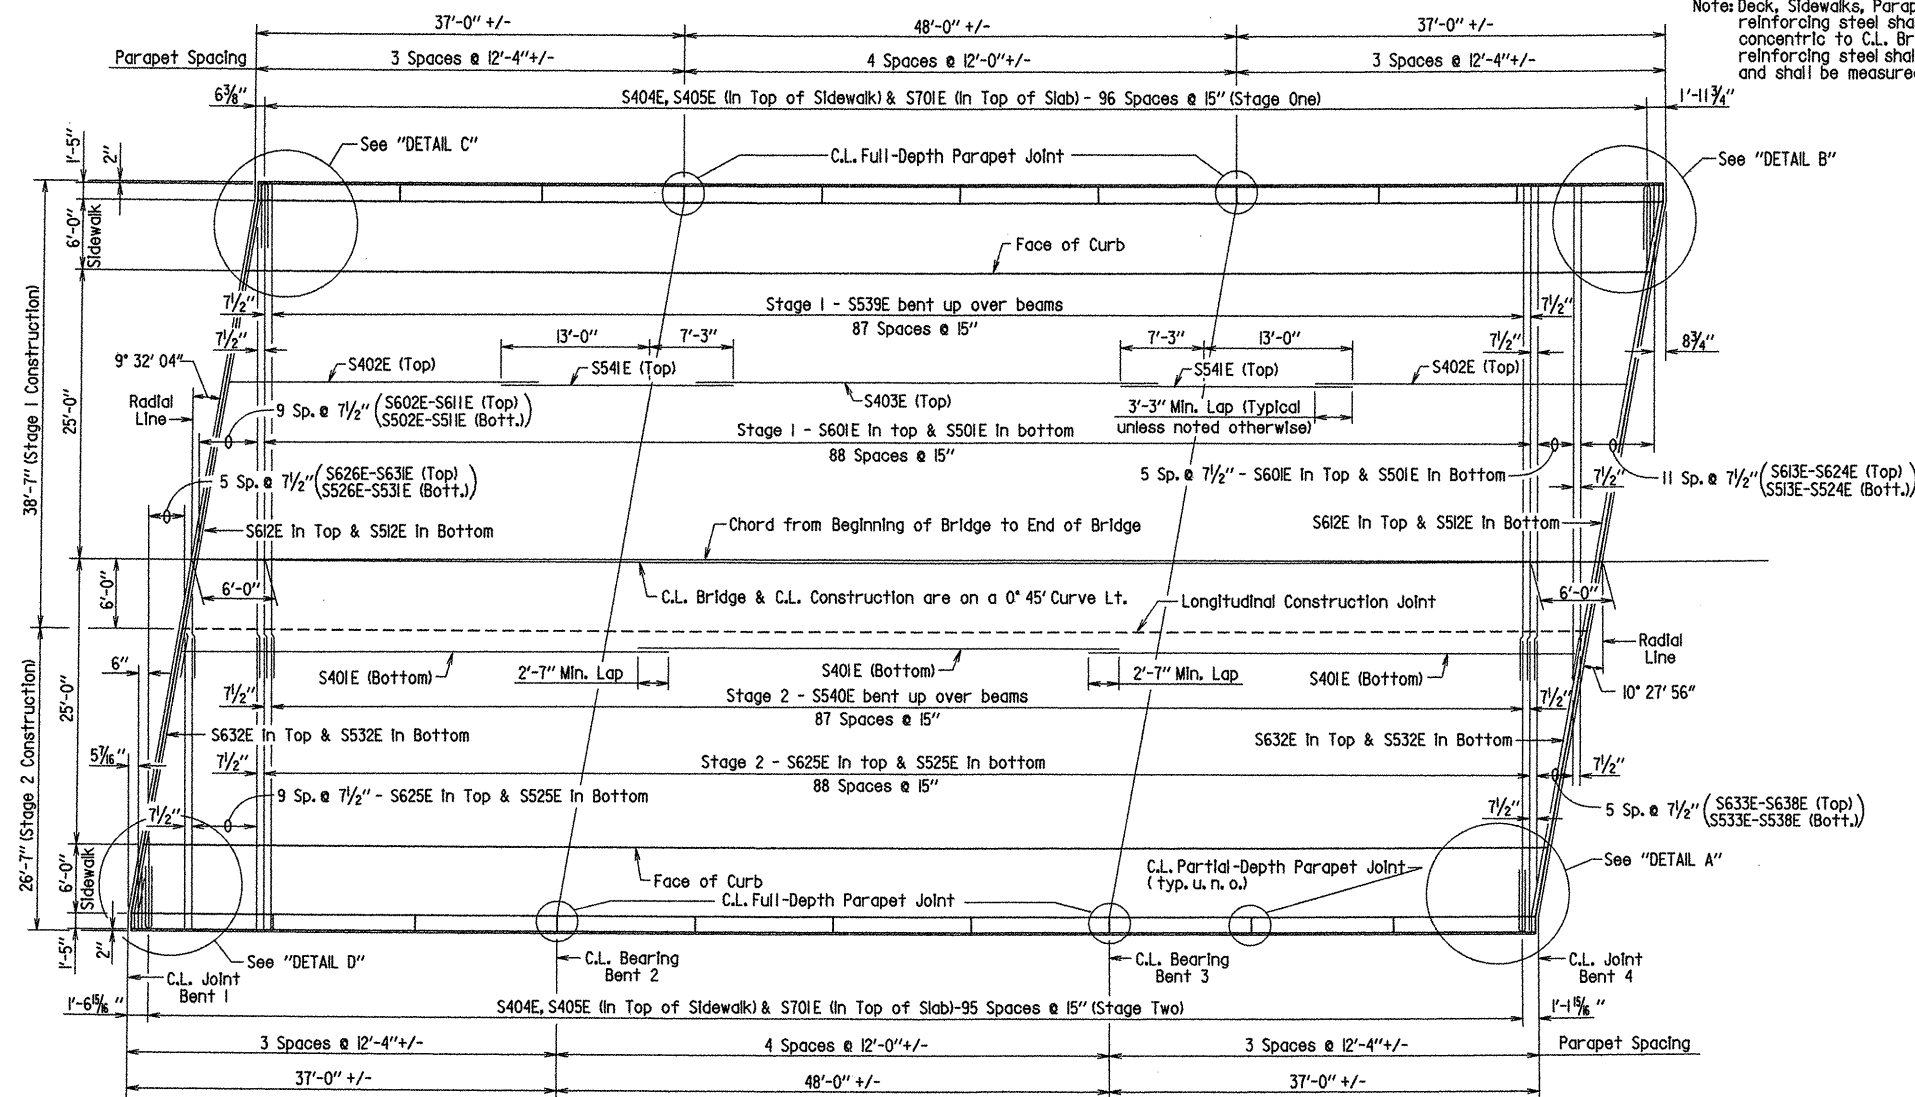 37'-0" +/-
48'-0" +/-
37'-0" +/-
Note: Deck, Sidewalks, Parap
reinforcing steel sha
concentric to C.L. Br
reinforcing steel shal
and shall be measure
Parapet Spacing
3 Spaces @ 12'-4"+/-
4 Spaces @ 12'-0"+/-
3 Spaces @ 12'-4"+/-
6 3/8"
S404E, S405E (In Top of Sidewalk) & S701E (In Top of Slab) - 96 Spaces @ 15" (Stage One)
1'-11 3/4"
1'-5"
2"
See "DETAIL C"
C.L. Full-Depth Parapet Joint
See "DETAIL B"
6'-0"
Sidewalk
Face of Curb
38'-7" (Stage 1 Construction)
25'-0"
7 1/2"
Stage 1 - S539E bent up over beams
87 Spaces @ 15"
7 1/2"
7 1/2"
13'-0"
7'-3"
7'-3"
13'-0"
7 1/2"
8 3/4"
9° 32' 04"
S402E (Top)
S541E (Top)
S541E (Top)
S402E (Top)
S403E (Top)
Radial
Line
9 Sp. @ 7 1/2" (S602E-S611E (Top)
S502E-S511E (Bott.))
3'-3" Min. Lap (Typical
unless noted otherwise)
Stage 1 - S601E in top & S501E in bottom
88 Spaces @ 15"
5 Sp. @ 7 1/2" (S626E-S631E (Top)
S526E-S531E (Bott.))
5 Sp. @ 7 1/2" - S601E In Top & S501E In Bottom
7 1/2"
11 Sp. @ 7 1/2" (S613E-S624E (Top)
S513E-S524E (Bott.))
S612E In Top & S512E In Bottom
Chord from Beginning of Bridge to End of Bridge
S612E In Top & S512E In Bottom
6'-0"
6'-0"
C.L. Bridge & C.L. Construction are on a 0° 45' Curve Lt.
Longitudinal Construction Joint
6'-0"
Radial
Line
26'-7" (Stage 2 Construction)
25'-0"
6"
S401E (Bottom)
2'-7" Min. Lap
S401E (Bottom)
2'-7" Min. Lap
S401E (Bottom)
10° 27' 56"
7 1/2"
Stage 2 - S540E bent up over beams
87 Spaces @ 15"
7 1/2"
S632E In Top & S532E In Bottom
S632E In Top & S532E In Bottom
5 7/16"
7 1/2"
Stage 2 - S625E in top & S525E in bottom
88 Spaces @ 15"
7 1/2"
9 Sp. @ 7 1/2" - S625E In Top & S525E In Bottom
7 1/2"
7 1/2"
5 Sp. @ 7 1/2" (S633E-S638E (Top)
S533E-S538E (Bott.))
6'-0"
Sidewalk
Face of Curb
C.L. Partial-Depth Parapet Joint
(typ. u. n. o.)
See "DETAIL A"
C.L. Full-Depth Parapet Joint
1'-5"
2"
See "DETAIL D"
C.L. Joint
Bent 1
C.L. Bearing
Bent 2
C.L. Bearing
Bent 3
C.L. Joint
Bent 4
1'-6 15/16"
S404E, S405E (In Top of Sidewalk) & S701E (In Top of Slab)-95 Spaces @ 15" (Stage Two)
1'-1 15/16"
3 Spaces @ 12'-4"+/-
4 Spaces @ 12'-0"+/-
3 Spaces @ 12'-4"+/-
Parapet Spacing
37'-0" +/-
48'-0" +/-
37'-0" +/-